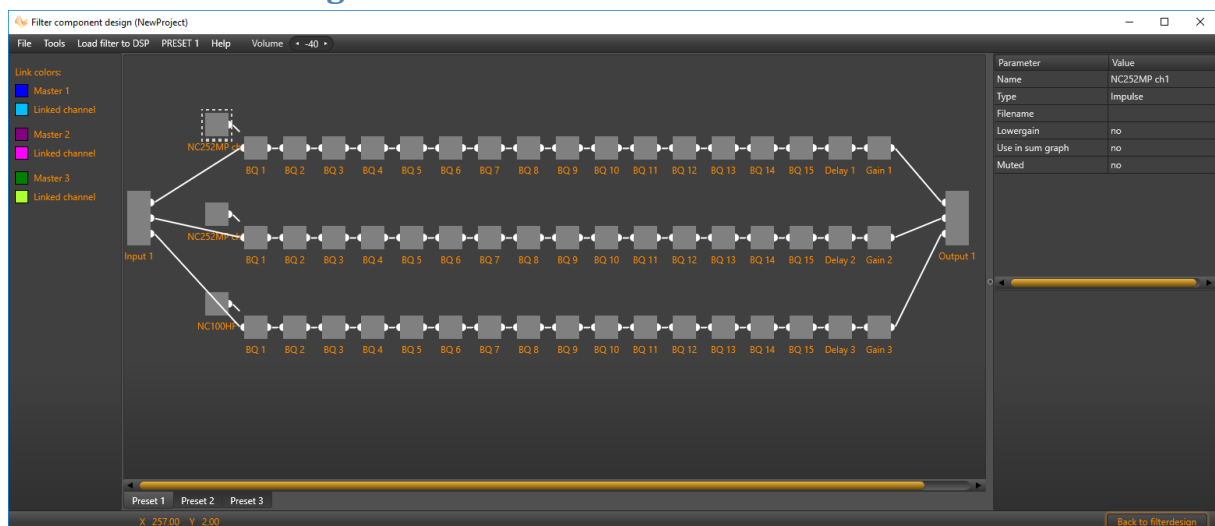 Filter component design (NewProject)
File Tools Load filter to DSP PRESET 1 Help Volume -40
Link colors:
Master 1
Linked channel
Master 2
Linked channel
Master 3
Linked channel
NC252MP ch
BQ 1 BQ 2 BQ 3 BQ 4 BQ 5 BQ 6 BQ 7 BQ 8 BQ 9 BQ 10 BQ 11 BQ 12 BQ 13 BQ 14 BQ 15 Delay 1 Gain 1
NC252MP ch
Input 1
BQ 1 BQ 2 BQ 3 BQ 4 BQ 5 BQ 6 BQ 7 BQ 8 BQ 9 BQ 10 BQ 11 BQ 12 BQ 13 BQ 14 BQ 15 Delay 2 Gain 2
Output 1
NC100HF
BQ 1 BQ 2 BQ 3 BQ 4 BQ 5 BQ 6 BQ 7 BQ 8 BQ 9 BQ 10 BQ 11 BQ 12 BQ 13 BQ 14 BQ 15 Delay 3 Gain 3
Parameter Value
Name NC252MP ch1
Type Impulse
Filename
Lowergain no
Use in sum graph no
Muted no
Preset 1 Preset 2 Preset 3
X 257,00 Y 2,00
Back to filterdesign